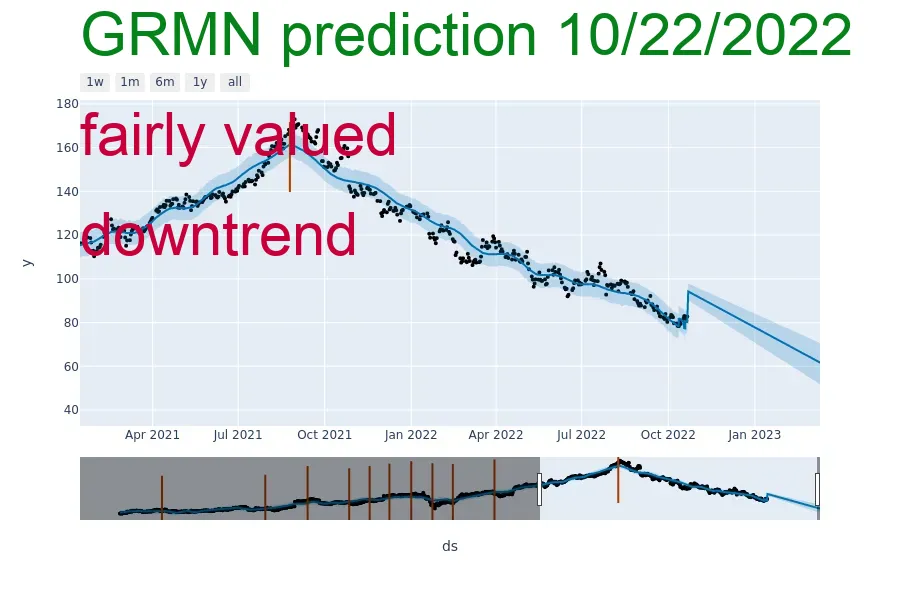 GRMN prediction 10/22/2022
1w 1m 6m 1y all
180
fairly valued
160
140
downtrend
120
y
100
80
60
40
Apr 2021 Jul 2021 Oct 2021 Jan 2022 Apr 2022 Jul 2022 Oct 2022 Jan 2023
ds